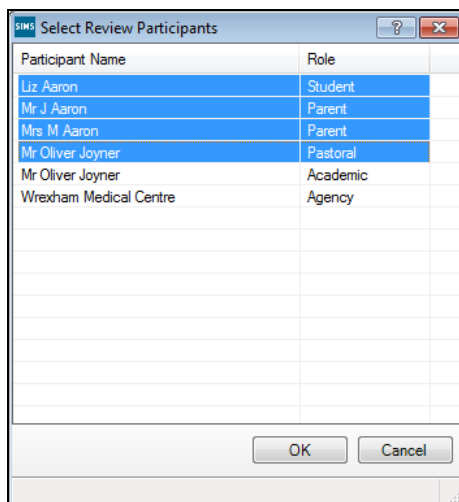 SIMS Select Review Participants ?
Participant Name Role
Liz Aaron Student
Mr J Aaron Parent
Mrs M Aaron Parent
Mr Oliver Joyner Pastoral
Mr Oliver Joyner Academic
Wrexham Medical Centre Agency
OK Cancel